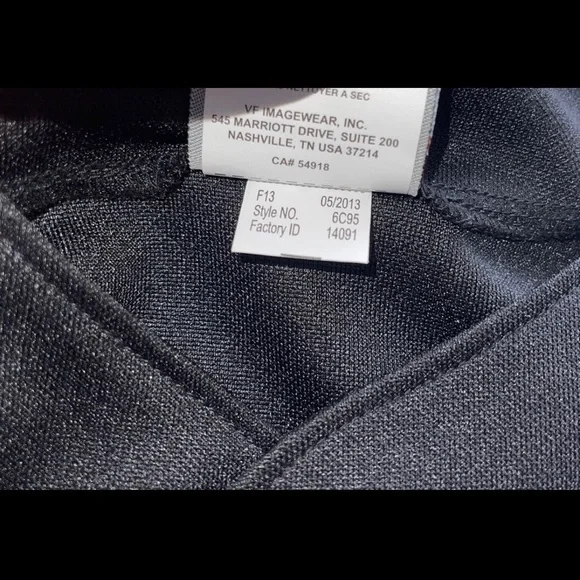 A SEC
VF IMAGEWEAR, INC.
545 MARRIOTT DRIVE, SUITE 200
NASHVILLE, TN USA 37214
CA# 54918
F13 05/2013
Style NO. 6C95
Factory ID 14091